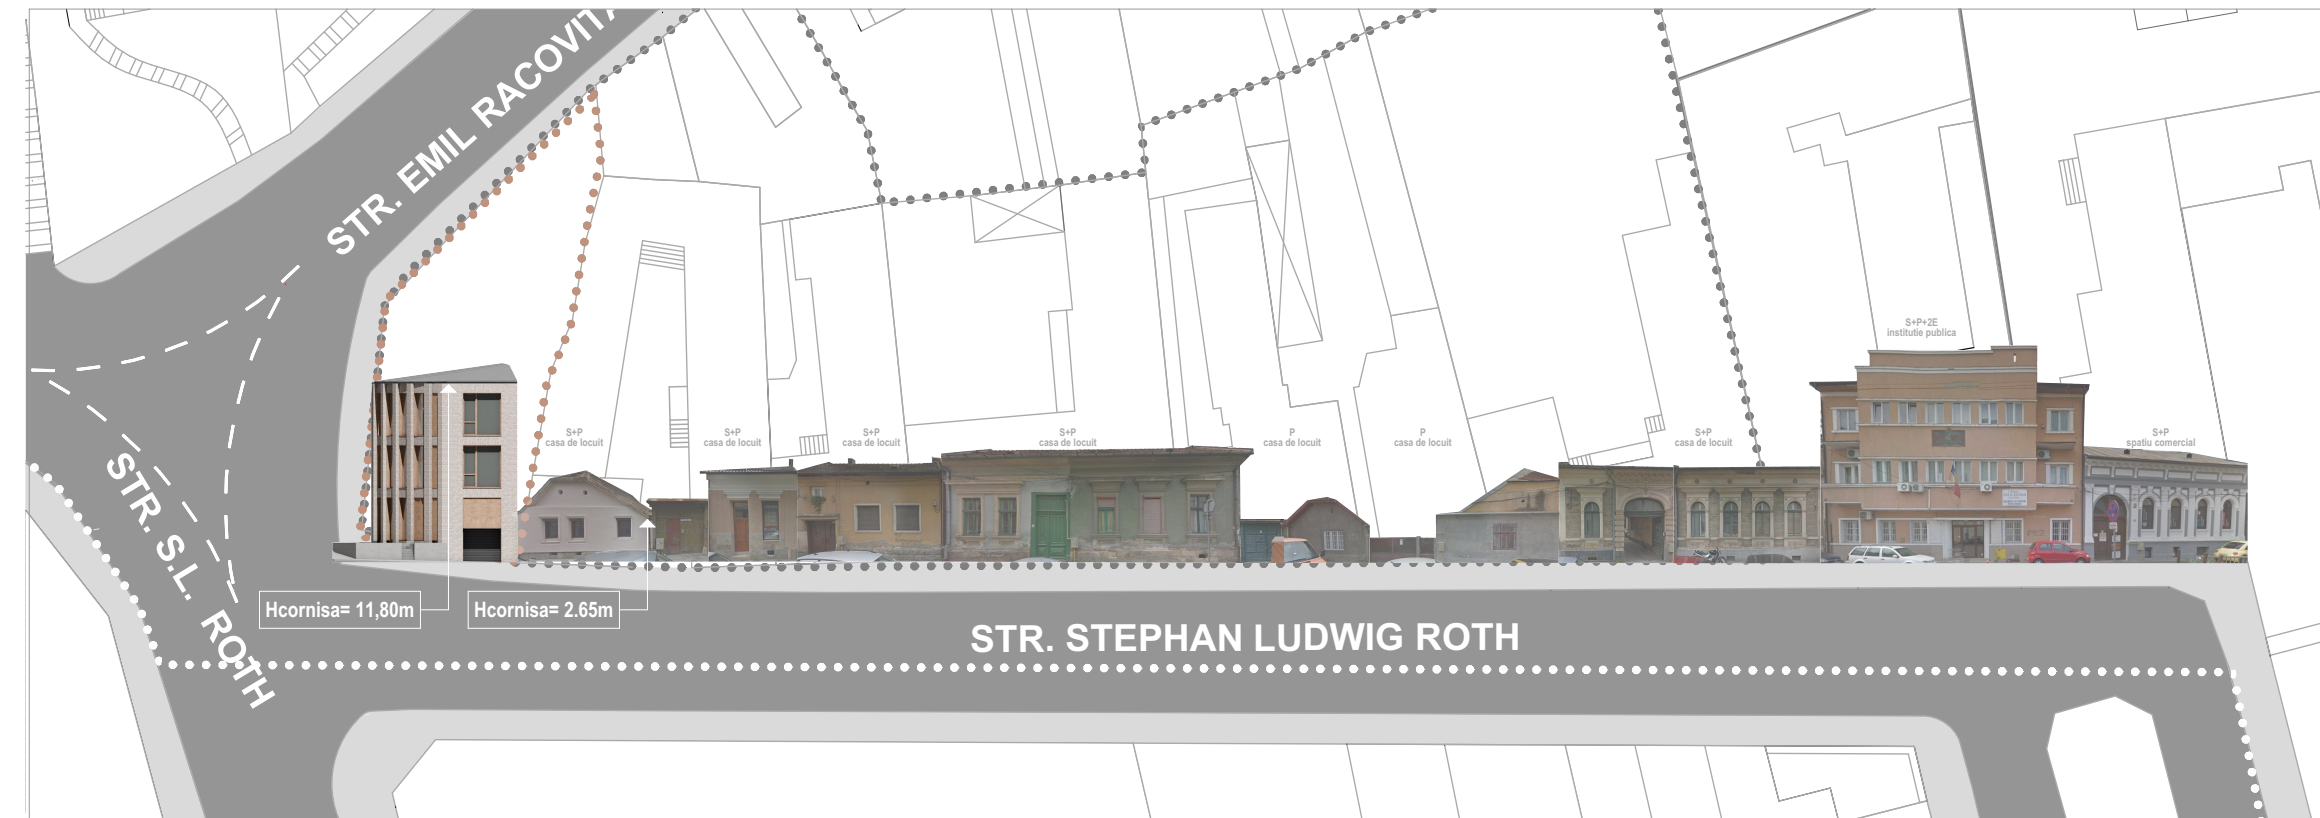 STR. EMIL RACOVITA
S+P+2E
institutie publica
S+P
casa de locuit
S+P
casa de locuit
S+P
casa de locuit
S+P
casa de locuit
P
casa de locuit
P
casa de locuit
S+P
casa de locuit
S+P
spatiu comercial
STR. S.L. ROTH
Hcornisa= 11,80m
Hcornisa= 2.65m
STR. STEPHAN LUDWIG ROTH